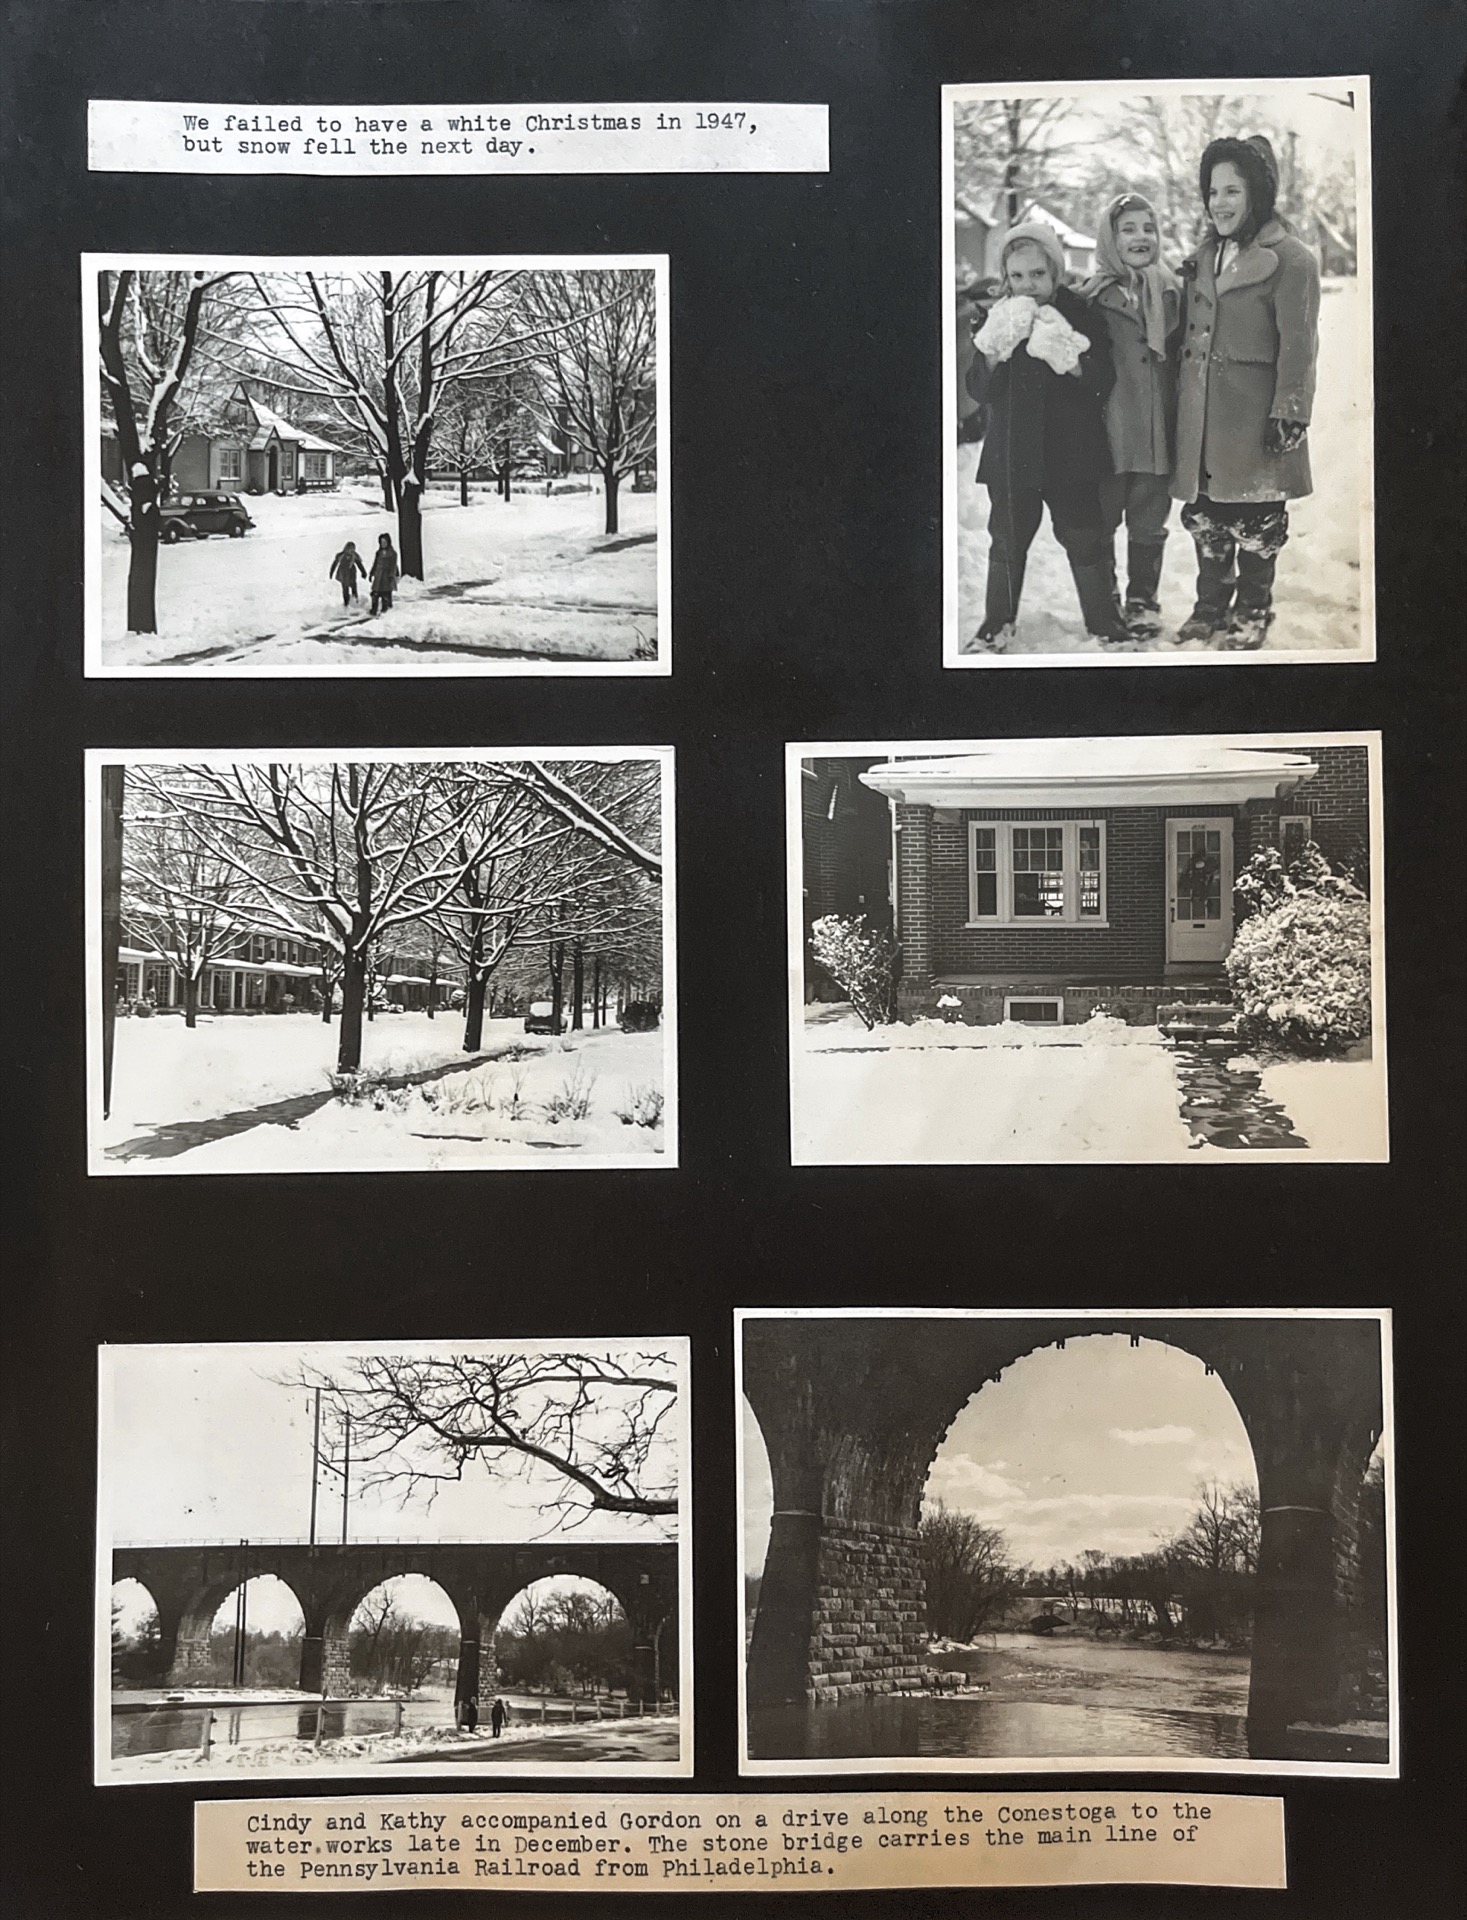 We failed to have a white Christmas in 1947,
but snow fell the next day.
Cindy and Kathy accompanied Gordon on a drive along the Conestoga to the
water works late in December. The stone bridge carries the main line of
the Pennsylvania Railroad from Philadelphia.